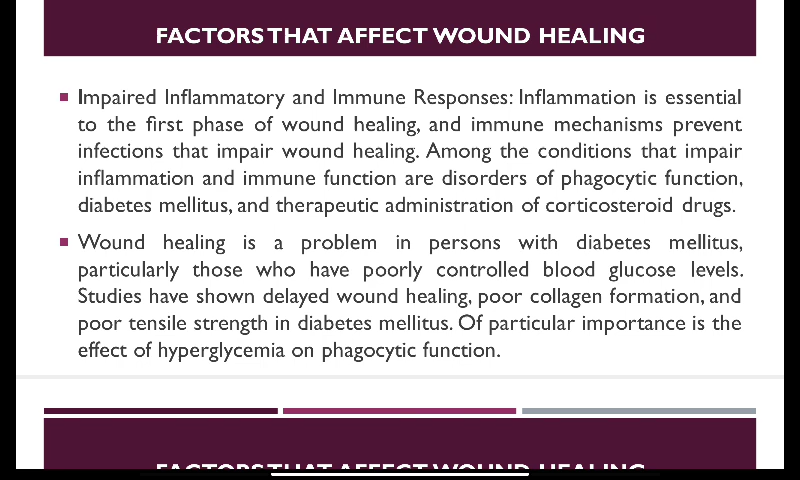 FACTORS THAT AFFECT WOUND HEALING
Impaired Inflammatory and Immune Responses: Inflammation is essential
to the first phase of wound healing, and immune mechanisms prevent
infections that impair wound healing. Among the conditions that impair
inflammation and immune function are disorders of phagocytic function,
diabetes mellitus, and therapeutic administration of corticosteroid drugs.
Wound healing is a problem in persons with diabetes mellitus,
particularly those who have poorly controlled blood glucose levels.
Studies have shown delayed wound healing, poor collagen formation, and
poor tensile strength in diabetes mellitus. Of particular importance is the
effect of hyperglycemia on phagocytic function.
FACTORS THAT AFFECT WOUND HEALING